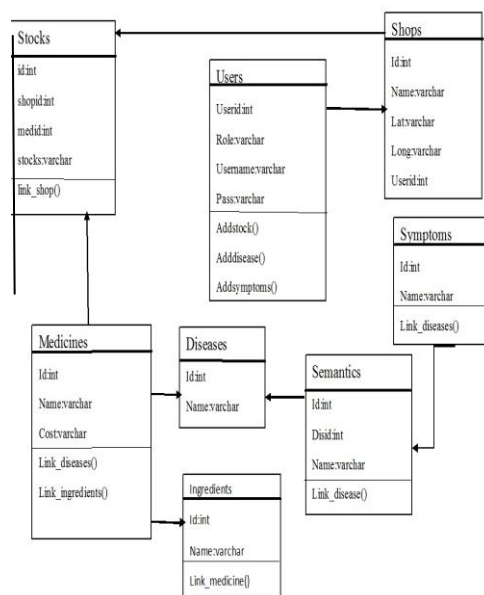 Stocks
id:int
shopid:int
medid:int
stocks:varchar
link_shop()
Users
Userid:int
Role:varchar
Username:varchar
Pass:varchar
Addstock()
Adddisease()
Addsymptoms()
Shops
Id:int
Name:varchar
Lat:varchar
Long:varchar
Userid:int
Symptoms
Id:int
Name:varchar
Link_diseases()
Medicines
Id:int
Name:varchar
Cost:varchar
Link_diseases()
Link_ingredients()
Diseases
Id:int
Name:varchar
Semantics
Id:int
Disid:int
Name:varchar
Link_disease()
Ingredients
Id:int
Name:varchar
Link_medicine()